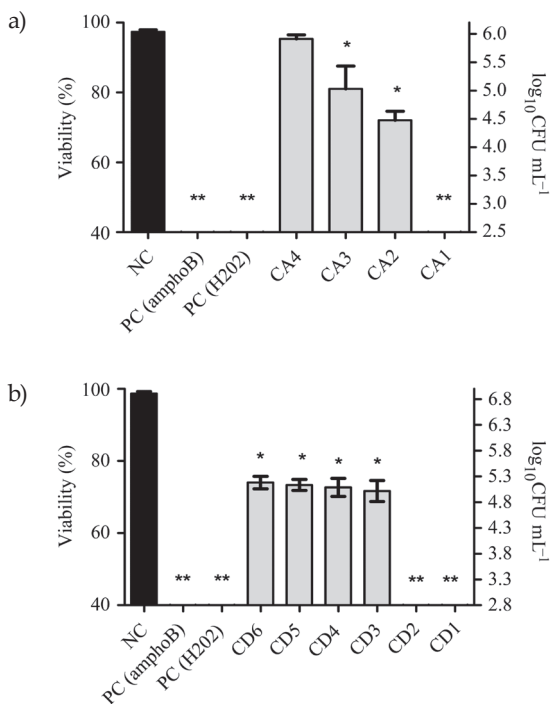 a)
100
80
60
40
Viability (%)
6.0
5.5
5.0
4.5
4.0
3.5
3.0
2.5
log10CFU mL−1
*
*
**
**
**
NC
PC (amphoB)
PC (H202)
CA4
CA3
CA2
CA1
b)
100
80
60
40
Viability (%)
6.8
6.3
5.8
5.3
4.8
4.3
3.8
3.3
2.8
log10CFU mL−1
*
*
*
*
**
**
**
**
NC
PC (amphoB)
PC (H202)
CD6
CD5
CD4
CD3
CD2
CD1